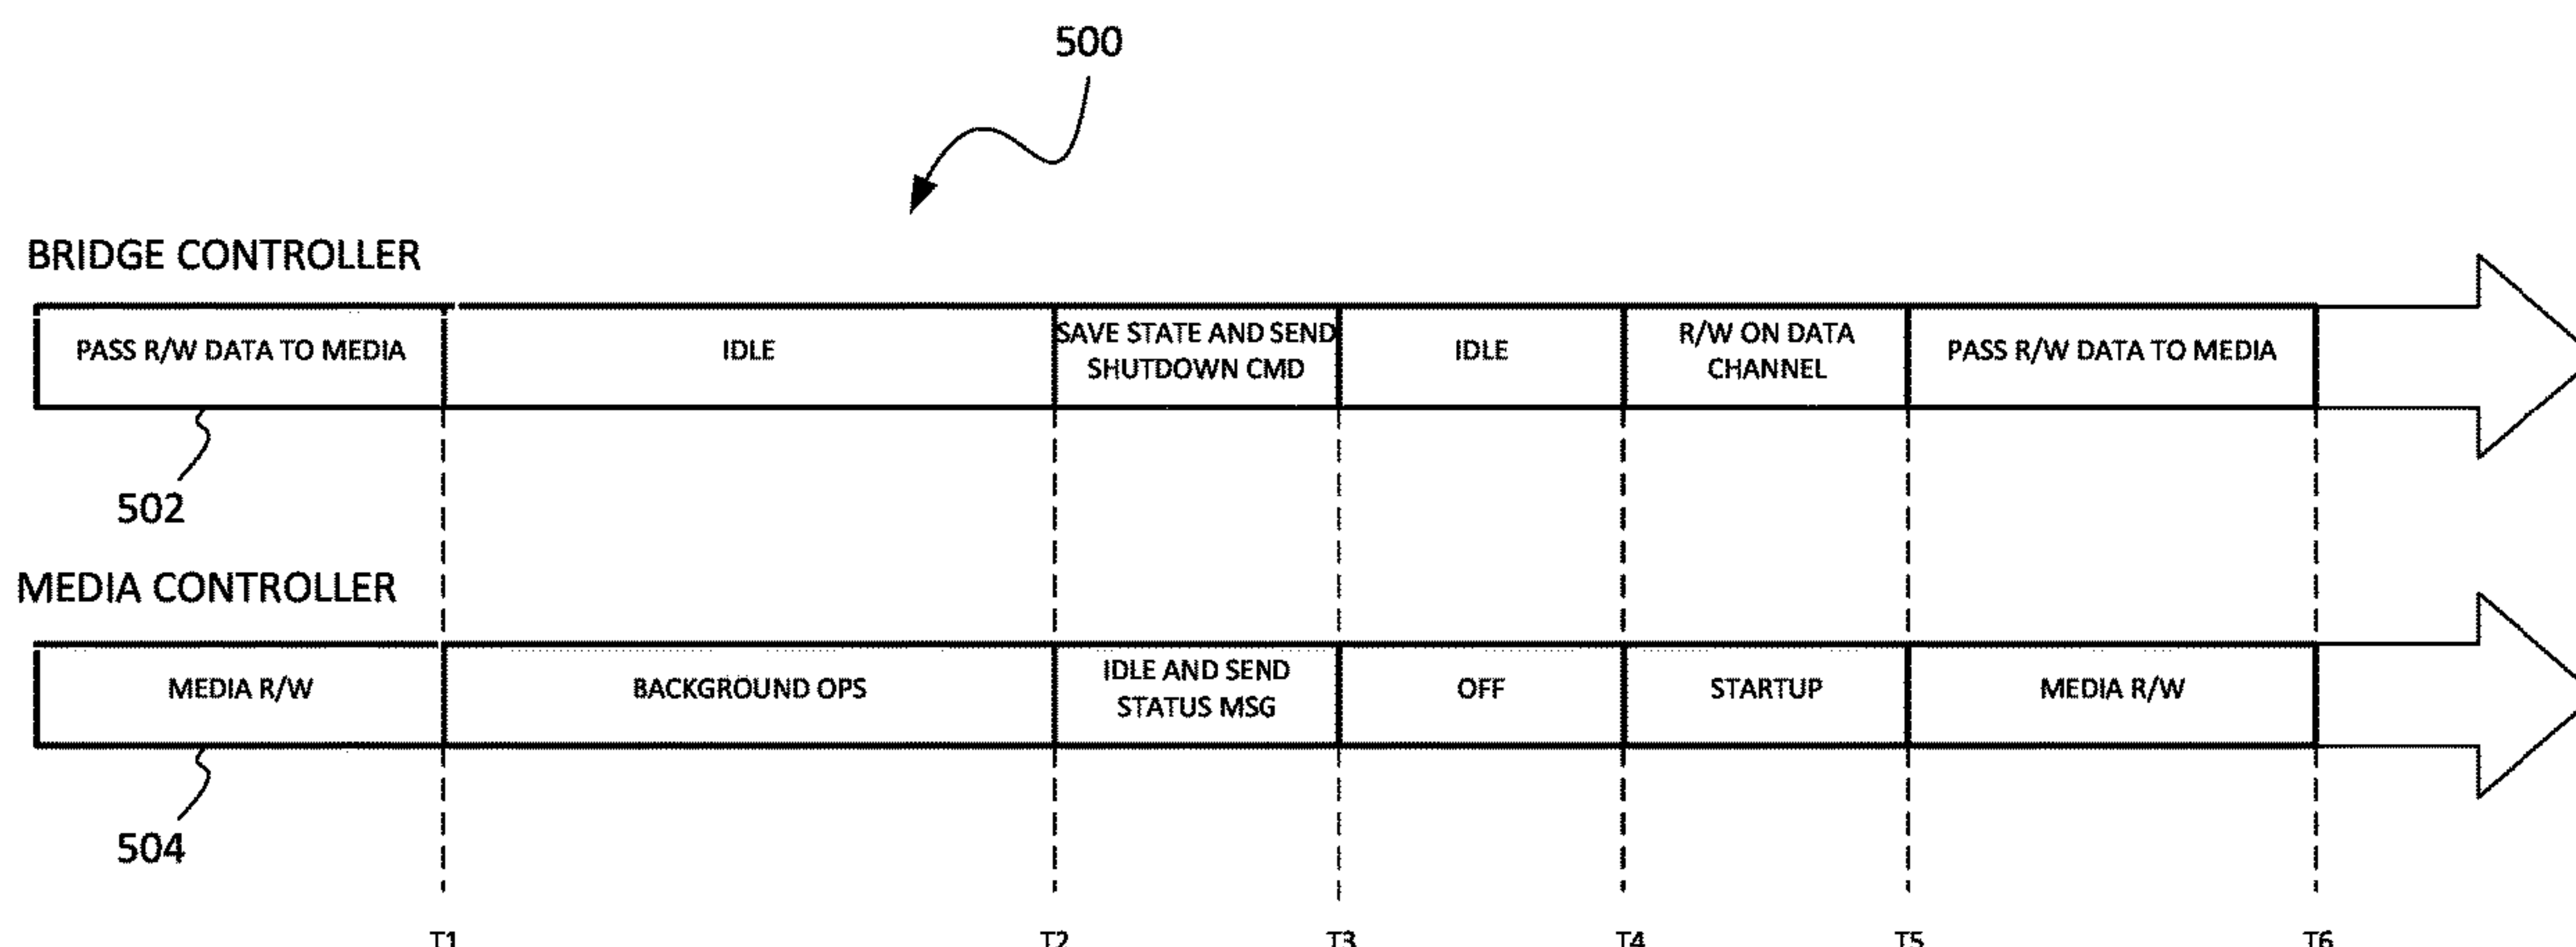 500
BRIDGE CONTROLLER
PASS R/W DATA TO MEDIA
IDLE
SAVE STATE AND SEND
SHUTDOWN CMD
IDLE
R/W ON DATA
CHANNEL
PASS R/W DATA TO MEDIA
502
MEDIA CONTROLLER
MEDIA R/W
BACKGROUND OPS
IDLE AND SEND
STATUS MSG
OFF
STARTUP
MEDIA R/W
504
T1
T2
T3
T4
T5
T6